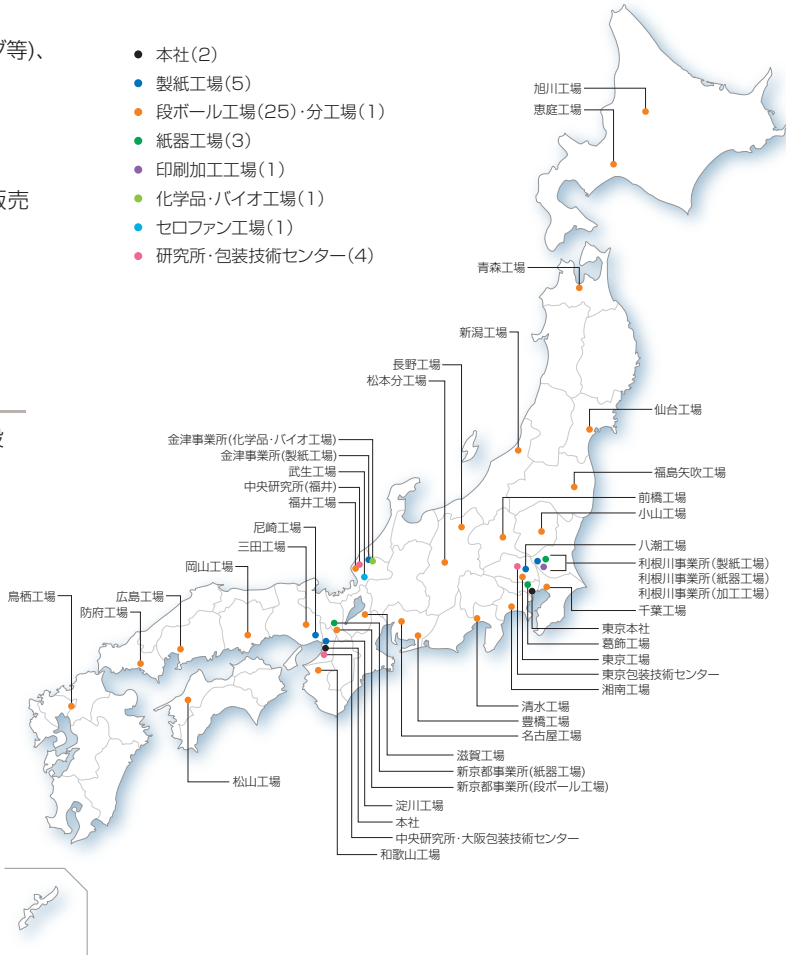 グ等)、
販売
● 本社(2)
● 製紙工場(5)
● 段ボール工場(25)・分工場(1)
● 紙器工場(3)
● 印刷加工工場(1)
● 化学品・バイオ工場(1)
● セロファン工場(1)
● 研究所・包装技術センター(4)
旭川工場
恵庭工場
青森工場
新潟工場
長野工場
松本分工場
仙台工場
金津事業所(化学品・バイオ工場)
金津事業所(製紙工場)
武生工場
中央研究所(福井)
福井工場
福島矢吹工場
前橋工場
小山工場
尼崎工場
三田工場
岡山工場
八潮工場
利根川事業所(製紙工場)
利根川事業所(紙器工場)
利根川事業所(加工工場)
千葉工場
鳥栖工場
広島工場
防府工場
東京本社
葛飾工場
東京工場
東京包装技術センター
湘南工場
清水工場
豊橋工場
名古屋工場
滋賀工場
新京都事業所(紙器工場)
新京都事業所(段ボール工場)
松山工場
淀川工場
本社
中央研究所・大阪包装技術センター
和歌山工場